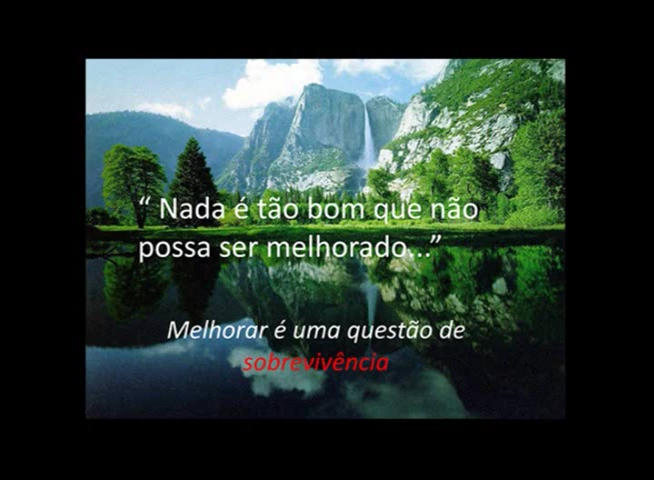 “ Nada é tão bom que não
possa ser melhorado...”
Melhorar é uma questão de
sobrevivência